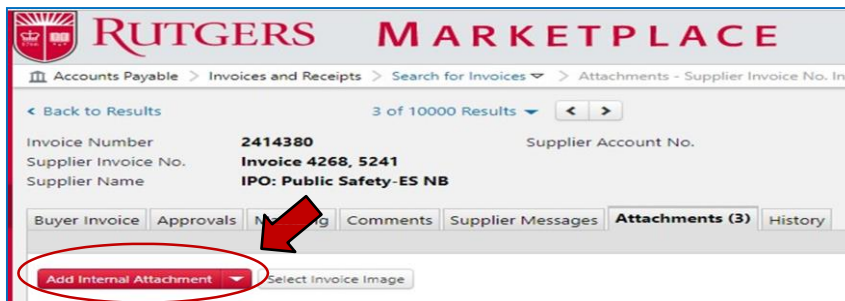 RUTGERS MARKETPLACE
Accounts Payable > Invoices and Receipts > Search for Invoices > Attachments - Supplier Invoice No. In
< Back to Results 3 of 10000 Results < >
Invoice Number 2414380 Supplier Account No.
Supplier Invoice No. Invoice 4268, 5241
Supplier Name IPO: Public Safety-ES NB
Buyer Invoice Approvals Comments Supplier Messages Attachments (3) History
Add Internal Attachment Select Invoice Image